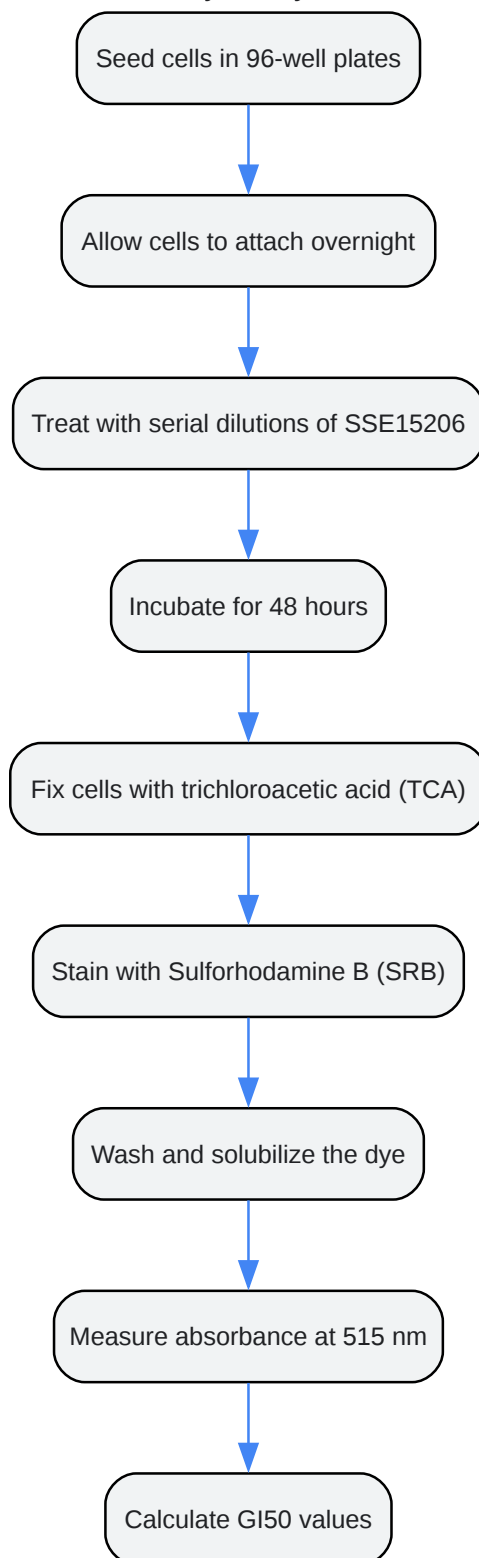 Seed cells in 96-well plates
Allow cells to attach overnight
Treat with serial dilutions of SSE15206
Incubate for 48 hours
Fix cells with trichloroacetic acid (TCA)
Stain with Sulforhodamine B (SRB)
Wash and solubilize the dye
Measure absorbance at 515 nm
Calculate GI50 values